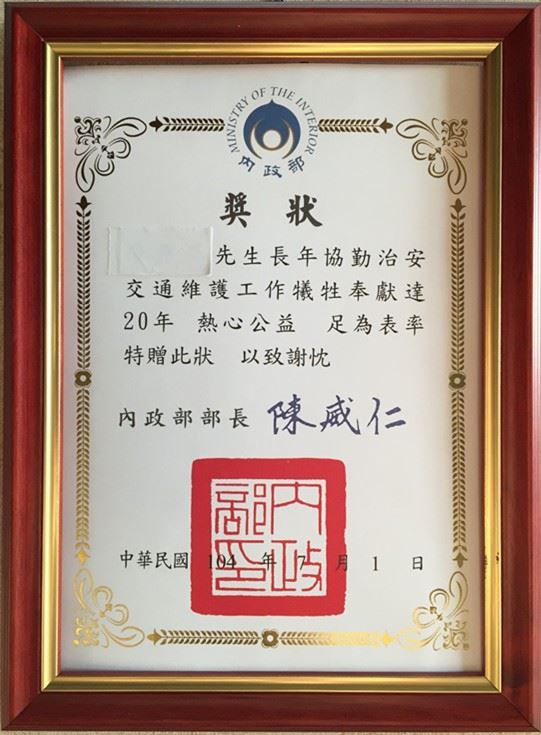 MINISTRY OF THE INTERIOR
內政部
獎狀
先生長年協勤治安
交通維護工作犧牲奉獻達
20年 熱心公益 足為表率
特贈此狀 以致謝忱
內政部部長 陳威仁
內政部印
中華民國 104 年 7 月 1 日